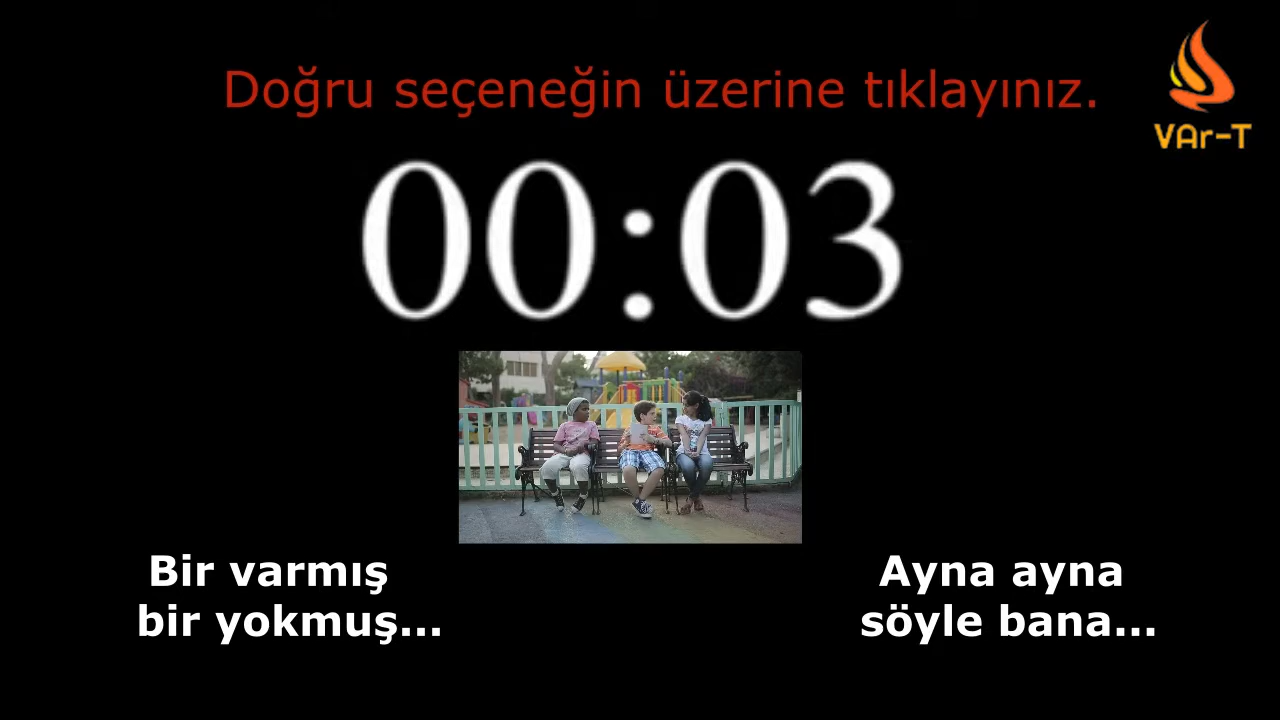 Doğru seçeneğin üzerine tıklayınız.
VAr-T
00:03
Bir varmış
bir yokmuş...
Ayna ayna
söyle bana...